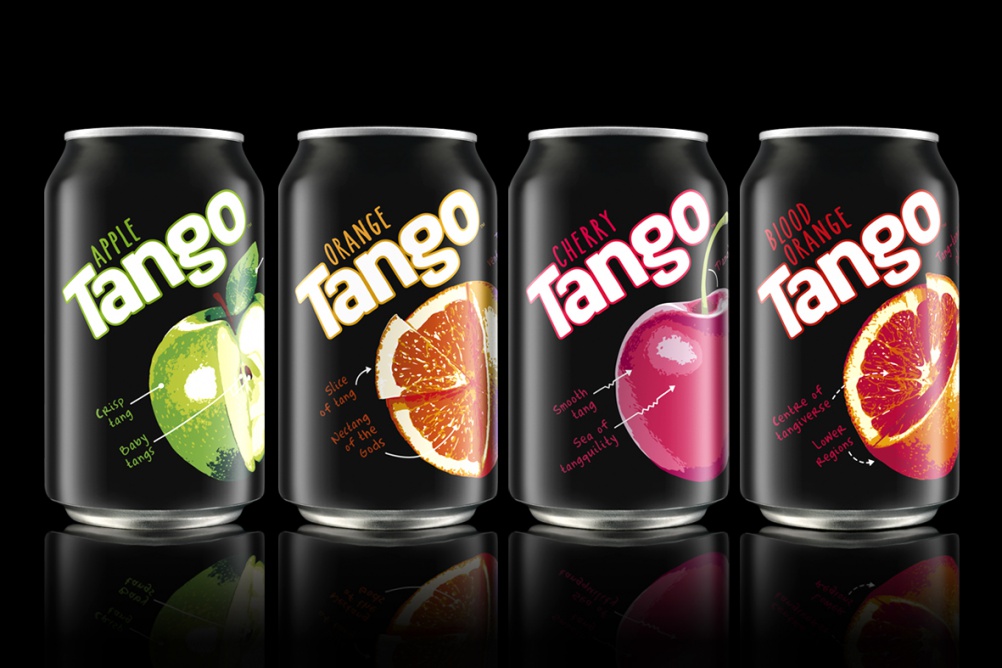 APPLE
Tango
Crisp
tang
Baby
tangs
ORANGE
Tango
Slice
of tang
Nectang
of the
Gods
CHERRY
Tango
Smooth
tang
Sea of
tangquility
BLOOD
ORANGE
Tango
Centre of
tangiverse
Lower
Regions